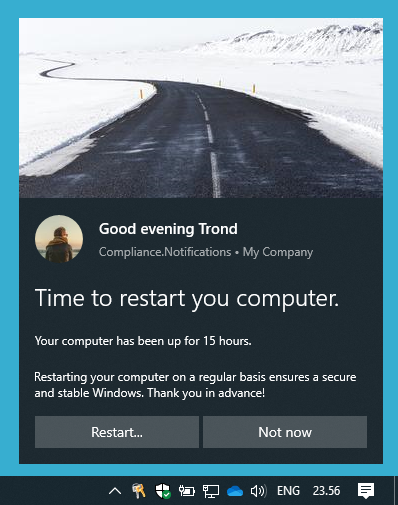 Good evening Trond
Compliance.Notifications • My Company
Time to restart you computer.
Your computer has been up for 15 hours.
Restarting your computer on a regular basis ensures a secure
and stable Windows. Thank you in advance!
Restart... Not now
ENG 23.56